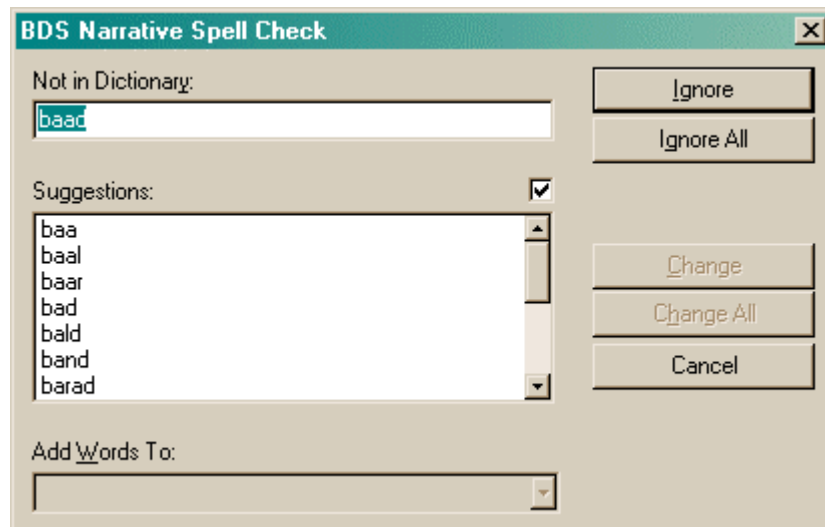 BDS Narrative Spell Check
Not in Dictionary:
baad
Ignore
Ignore All
Suggestions:
baa
baal
baar
bad
bald
band
barad
Change
Change All
Cancel
Add Words To: